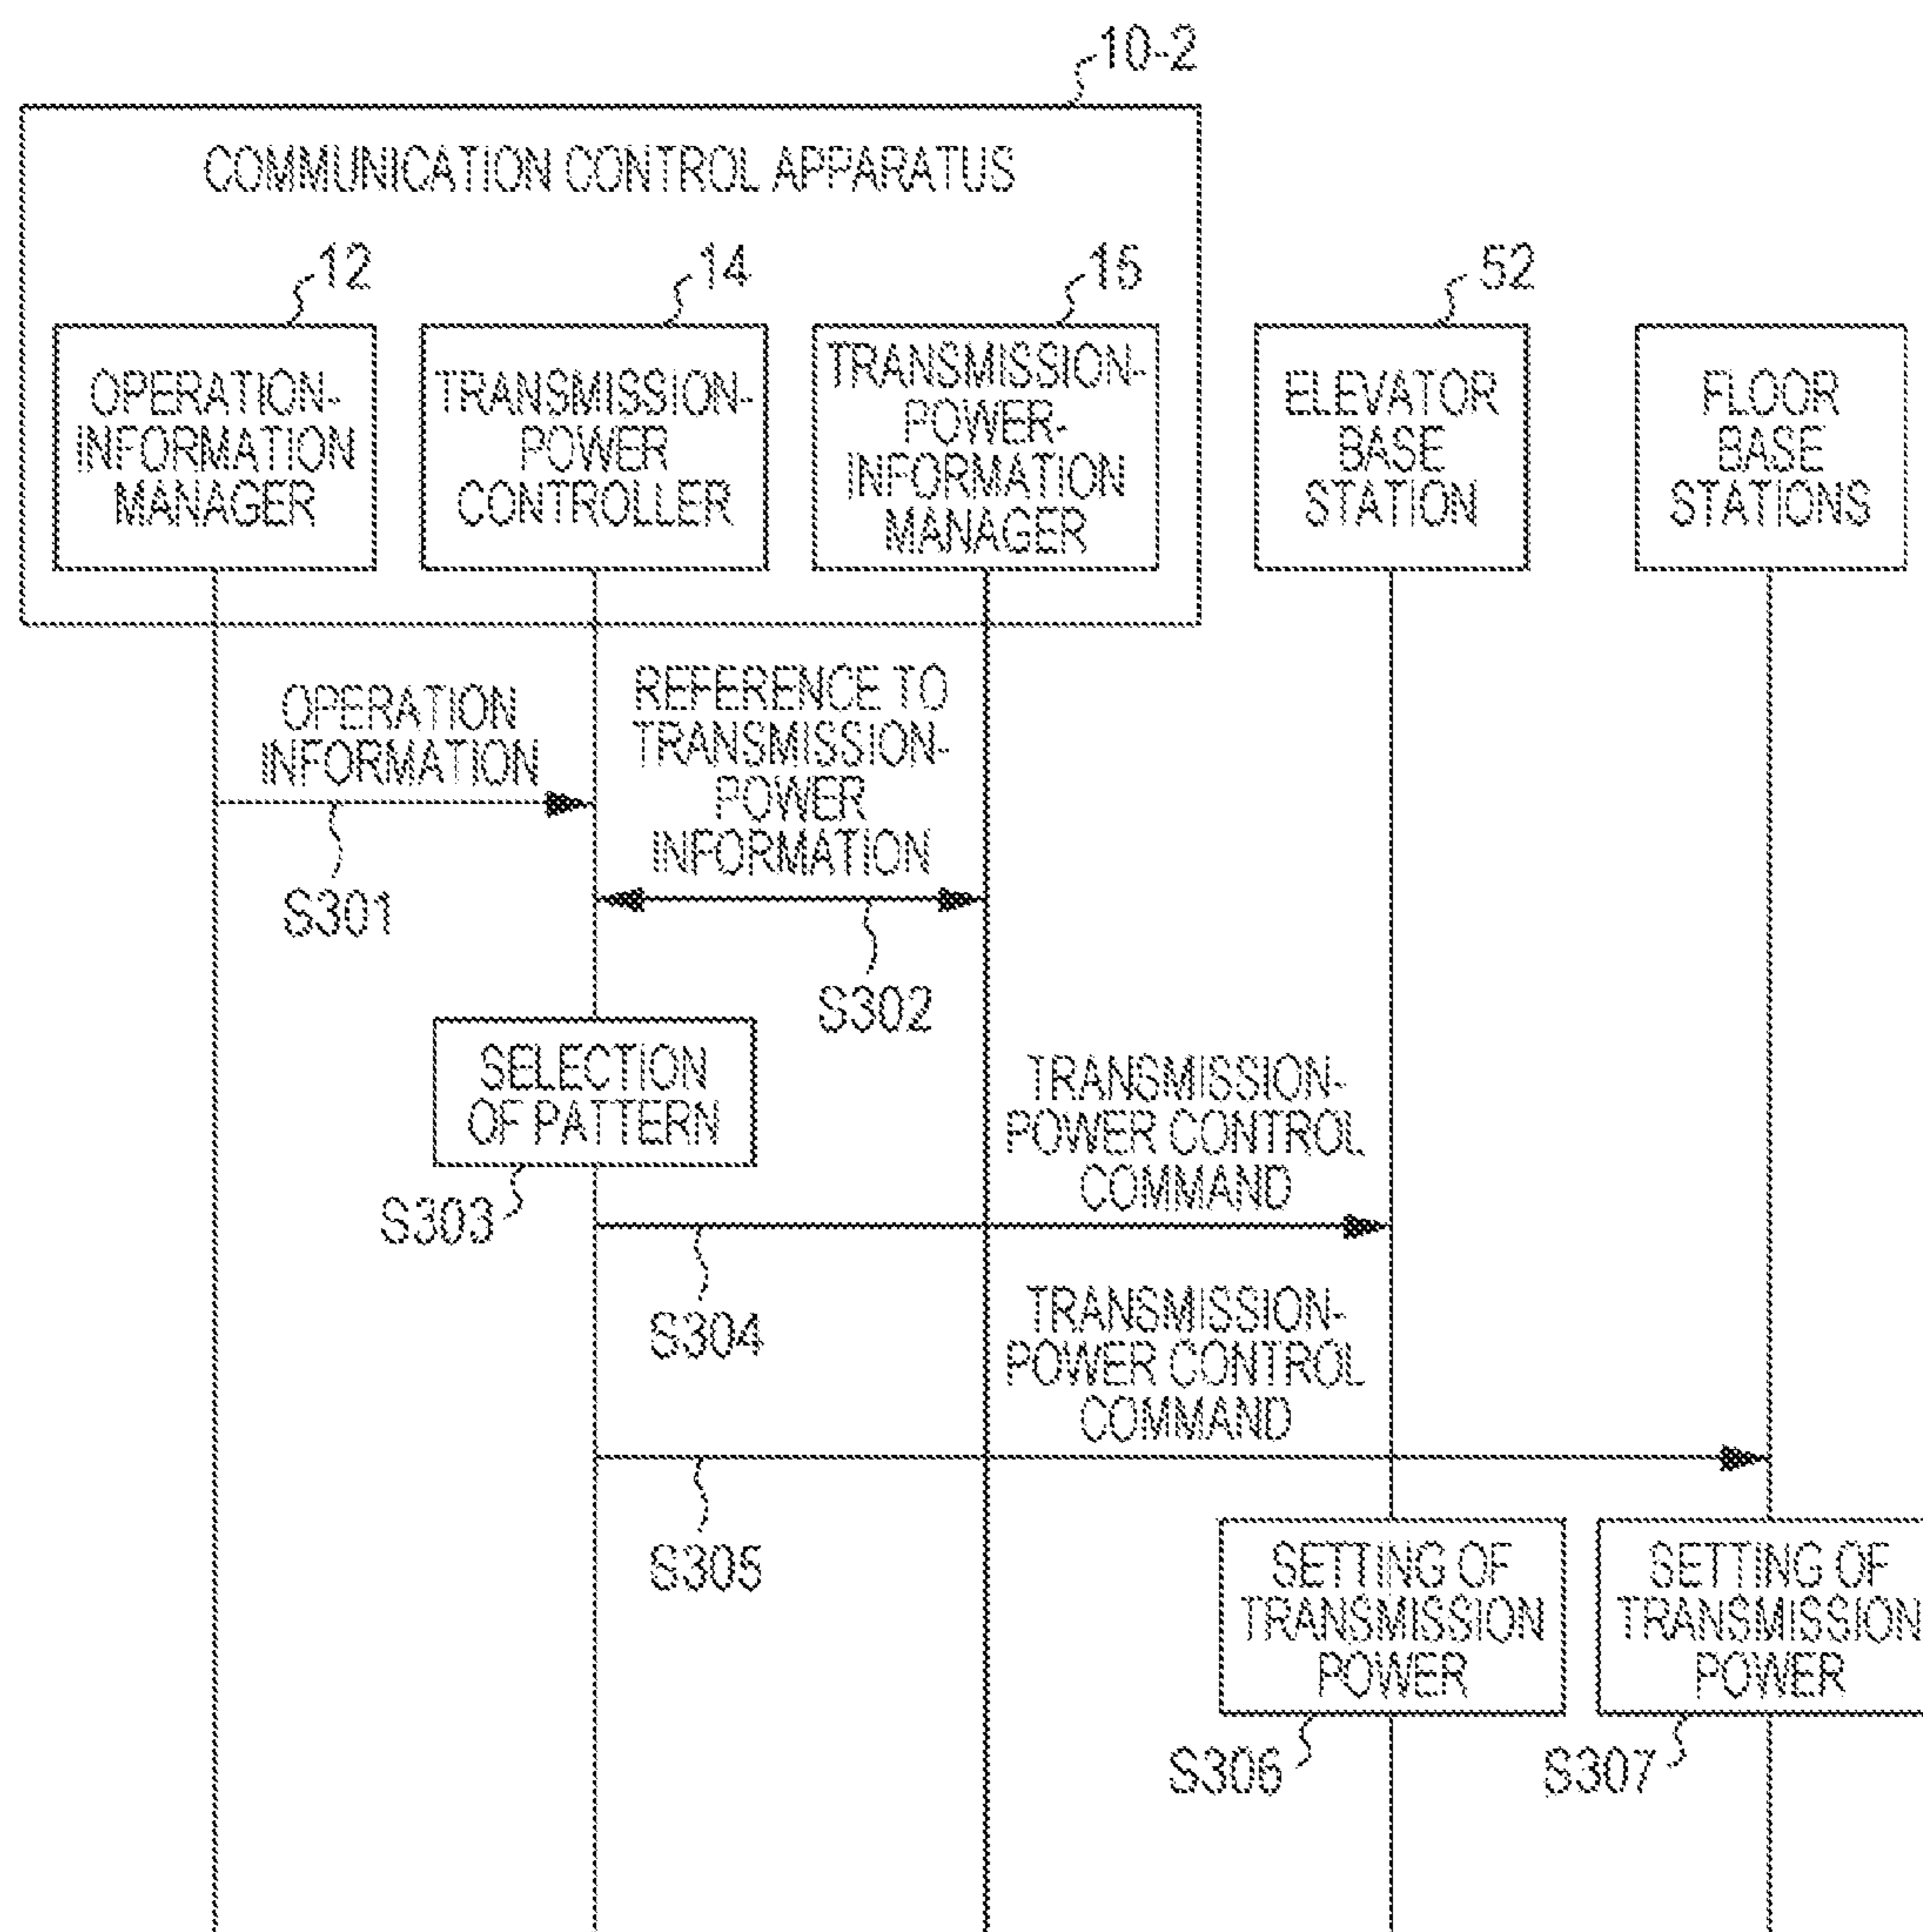 10-2
COMMUNICATION CONTROL APPARATUS
12
14
15
52
OPERATION-
INFORMATION
MANAGER
TRANSMISSION-
POWER
CONTROLLER
TRANSMISSION-
POWER-
INFORMATION
MANAGER
ELEVATOR
BASE
STATION
FLOOR
BASE
STATIONS
OPERATION
INFORMATION
S301
REFERENCE TO
TRANSMISSION-
POWER
INFORMATION
S302
SELECTION
OF PATTERN
S303
TRANSMISSION-
POWER CONTROL
COMMAND
S304
TRANSMISSION-
POWER CONTROL
COMMAND
S305
SETTING OF
TRANSMISSION
POWER
S306
SETTING OF
TRANSMISSION
POWER
S307